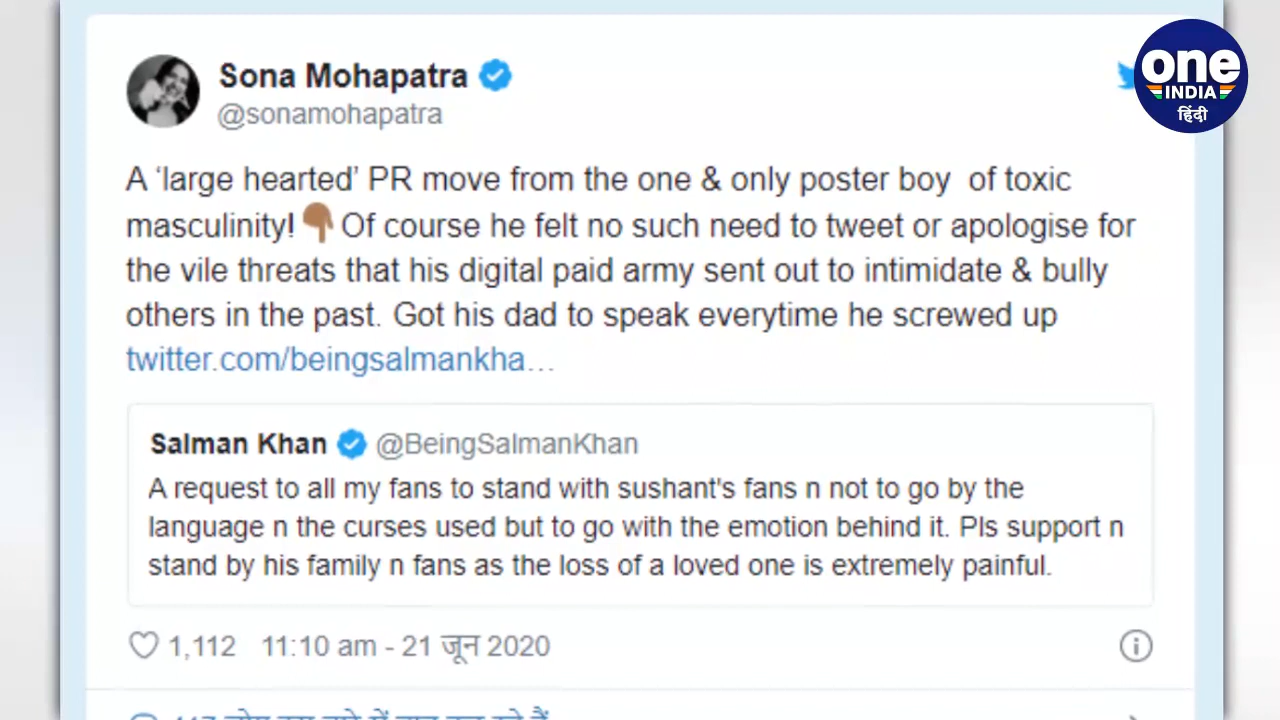 Sona Mohapatra
@sonamohapatra
one
INDIA
हिंदी
A ‘large hearted’ PR move from the one & only poster boy of toxic
masculinity! Of course he felt no such need to tweet or apologise for
the vile threats that his digital paid army sent out to intimidate & bully
others in the past. Got his dad to speak everytime he screwed up
twitter.com/beingsalmankha…
Salman Khan @BeingSalmanKhan
A request to all my fans to stand with sushant's fans n not to go by the
language n the curses used but to go with the emotion behind it. Pls support n
stand by his family n fans as the loss of a loved one is extremely painful.
1,112 11:10 am - 21 जून 2020